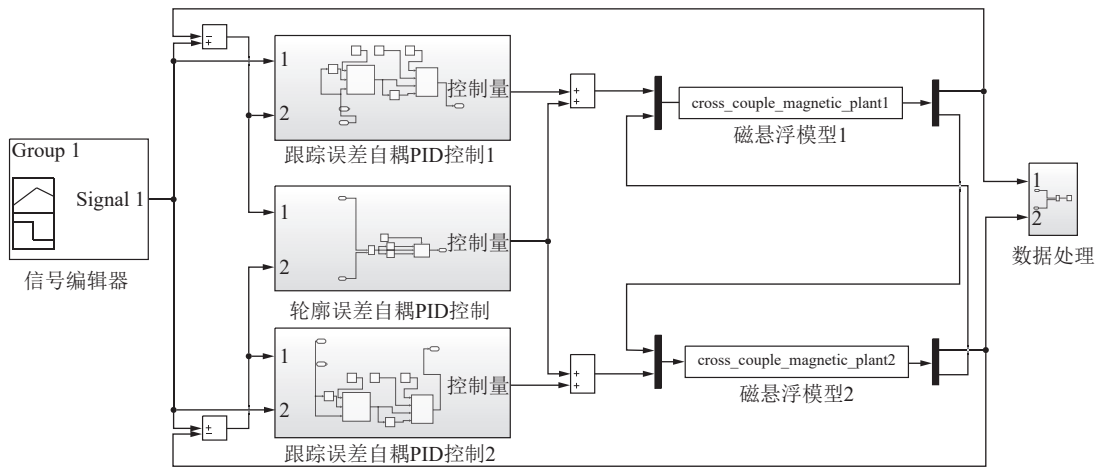 Group 1
Signal 1
信号编辑器
− +
1
2
控制量
跟踪误差自耦PID控制1
1
2
控制量
轮廓误差自耦PID控制
1
2
控制量
跟踪误差自耦PID控制2
+ −
+ +
+ +
cross_couple_magnetic_plant1
磁悬浮模型1
cross_couple_magnetic_plant2
磁悬浮模型2
1
2
数据处理